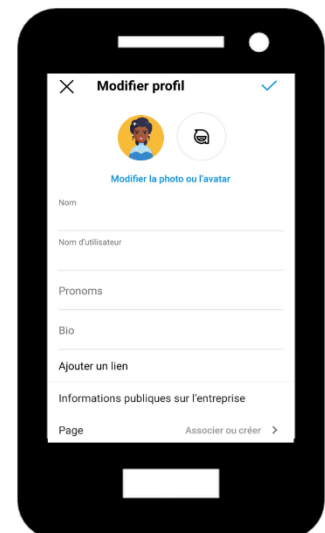 Modifier profil
Modifier la photo ou l'avatar
Nom
Nom d'utilisateur
Pronoms
Bio
Ajouter un lien
Informations publiques sur l'entreprise
Page Associer ou créer